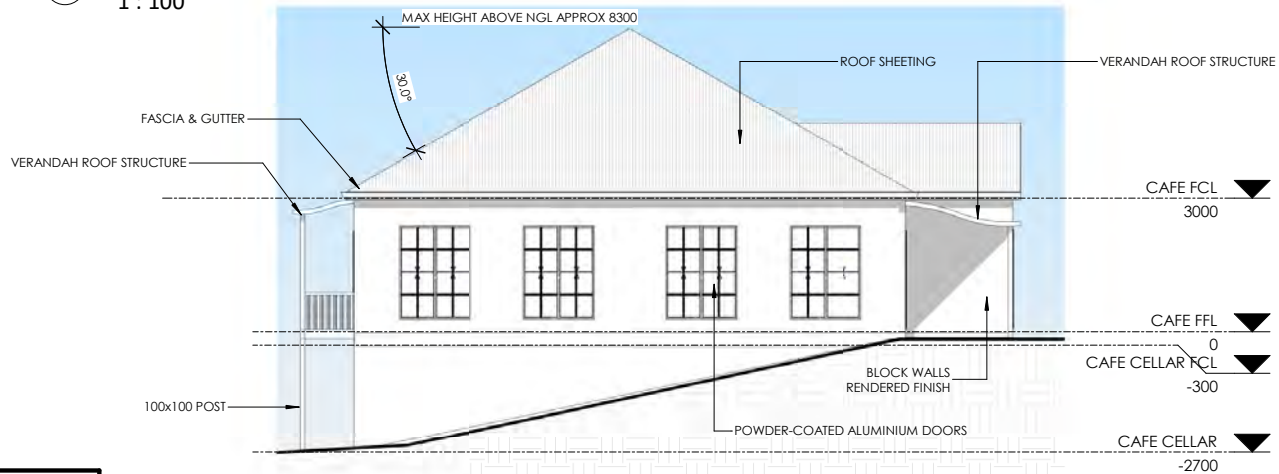 1 : 100
MAX HEIGHT ABOVE NGL APPROX 8300
30.0°
ROOF SHEETING
VERANDAH ROOF STRUCTURE
FASCIA & GUTTER
VERANDAH ROOF STRUCTURE
CAFE FCL
3000
CAFE FFL
0
CAFE CELLAR FCL
-300
BLOCK WALLS
RENDERED FINISH
100x100 POST
POWDER-COATED ALUMINIUM DOORS
CAFE CELLAR
-2700